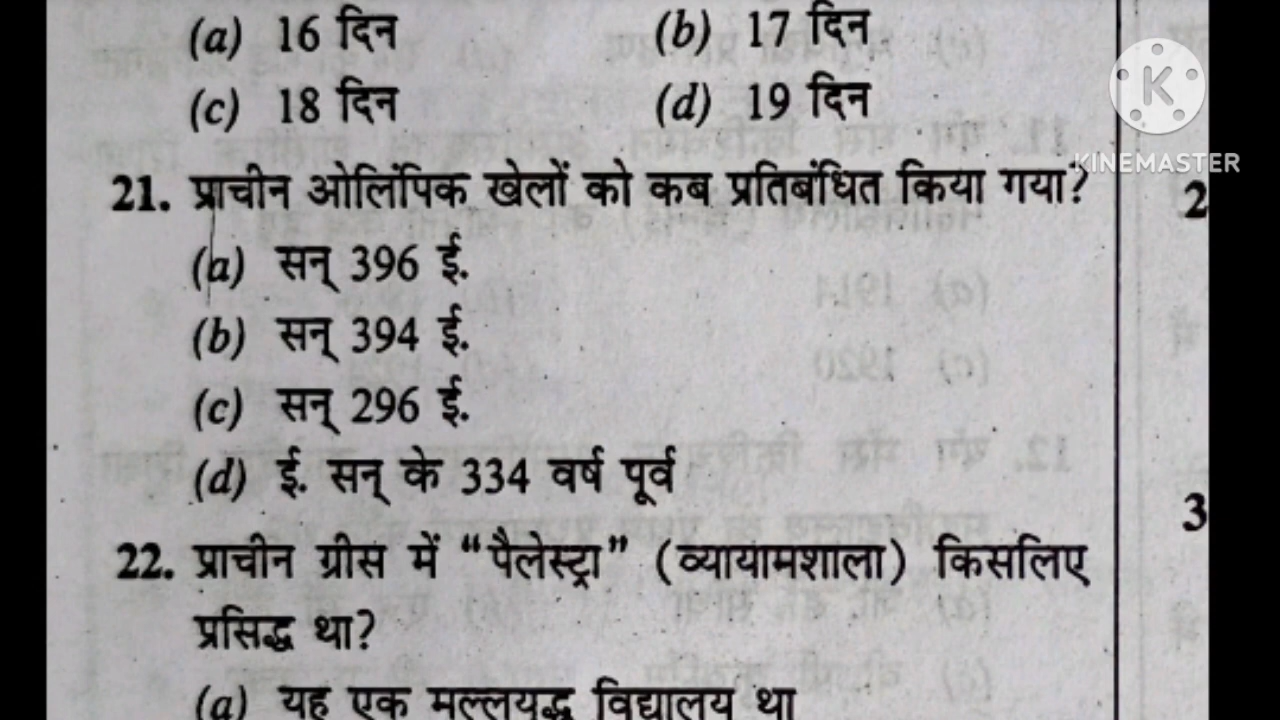 (a) 16 दिन (b) 17 दिन
(c) 18 दिन (d) 19 दिन
KINEMASTER
21. प्राचीन ओलिंपिक खेलों को कब प्रतिबंधित किया गया?
(a) सन् 396 ई.
(b) सन् 394 ई.
(c) सन् 296 ई.
(d) ई. सन् के 334 वर्ष पूर्व
22. प्राचीन ग्रीस में “पैलेस्ट्रा” (व्यायामशाला) किसलिए
प्रसिद्ध था?
(a) यह एक मल्लयुद्ध विद्यालय था
2
3